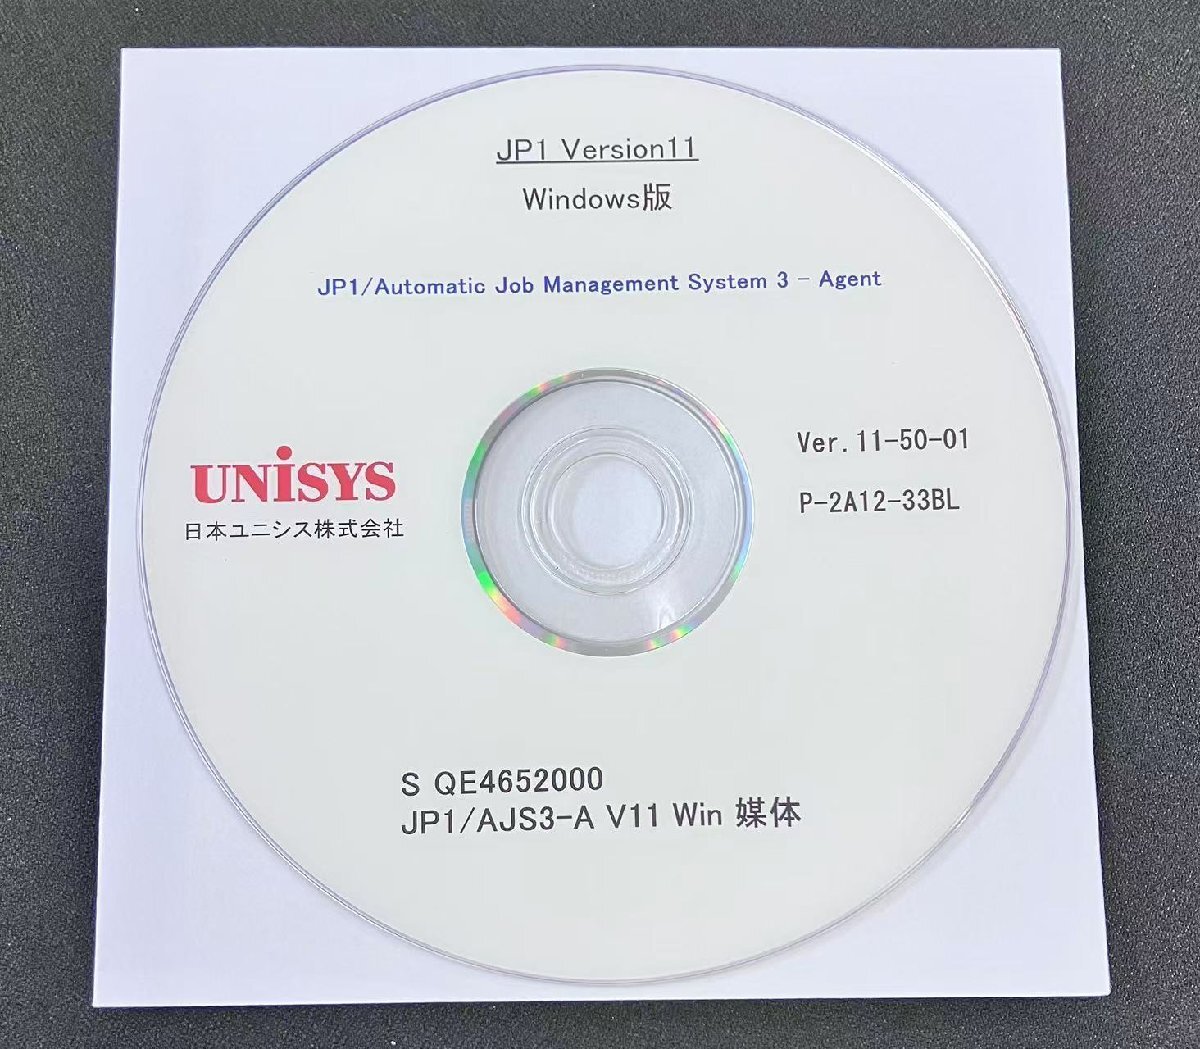 JP1 Version11
Windows版
JP1/Automatic Job Management System 3 - Agent
UNiSYS
日本ユニシス株式会社
Ver. 11-50-01
P-2A12-33BL
S QE4652000
JP1/AJS3-A V11 Win 媒体